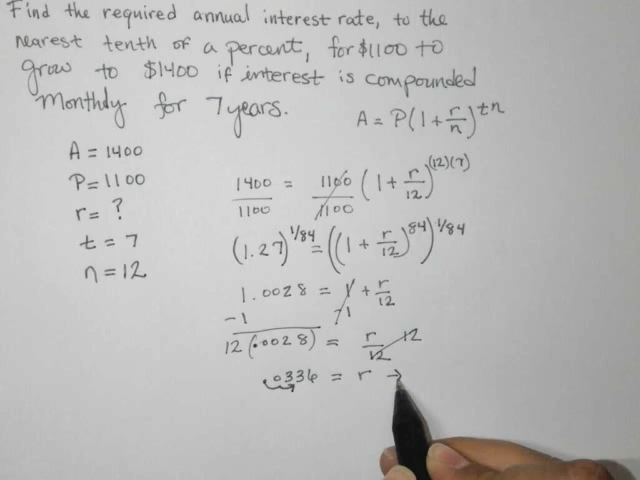 Find the required annual interest rate, to the
nearest tenth of a percent, for $1100 to
grow to $1400 if interest is compounded
Monthly for 7 years.
A = P(1 + r/n)^tn
A = 1400
P = 1100
r = ?
t = 7
n = 12
1400/1100 = 1100/1100 (1 + r/12)^(12)(7)
(1.27)^1/84 = ((1 + r/12)^84)^1/84
1.0028 = 1 + r/12
-1 -1
12(.0028) = r/12 12
.0336 = r →